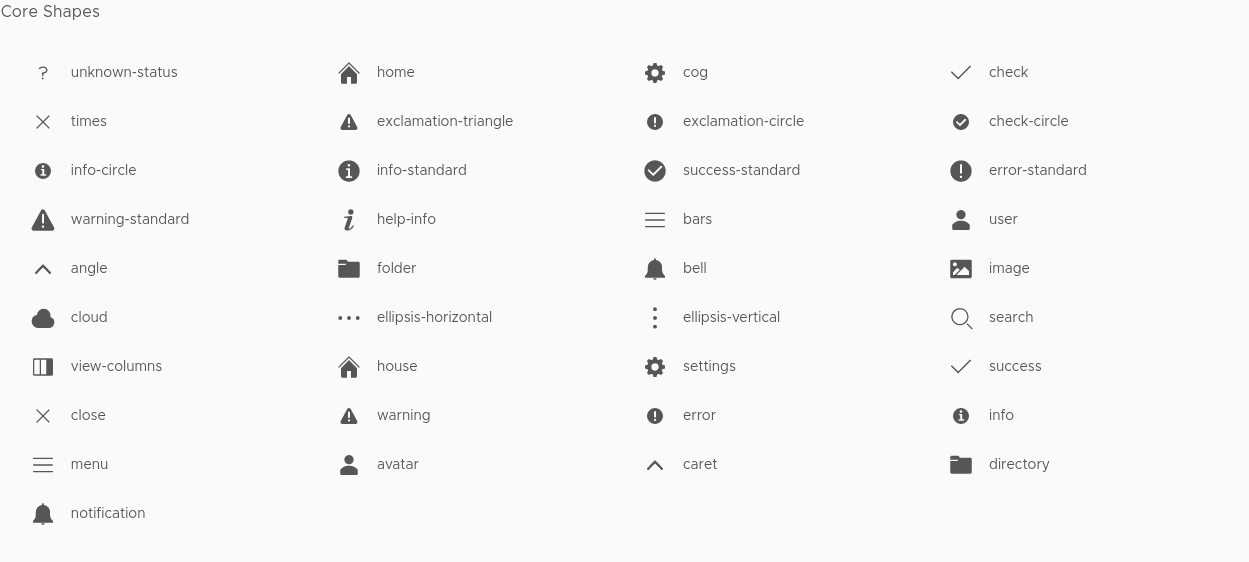 Core Shapes
unknown-status home cog check
times exclamation-triangle exclamation-circle check-circle
info-circle info-standard success-standard error-standard
warning-standard help-info bars user
angle folder bell image
cloud ellipsis-horizontal ellipsis-vertical search
view-columns house settings success
close warning error info
menu avatar caret directory
notification